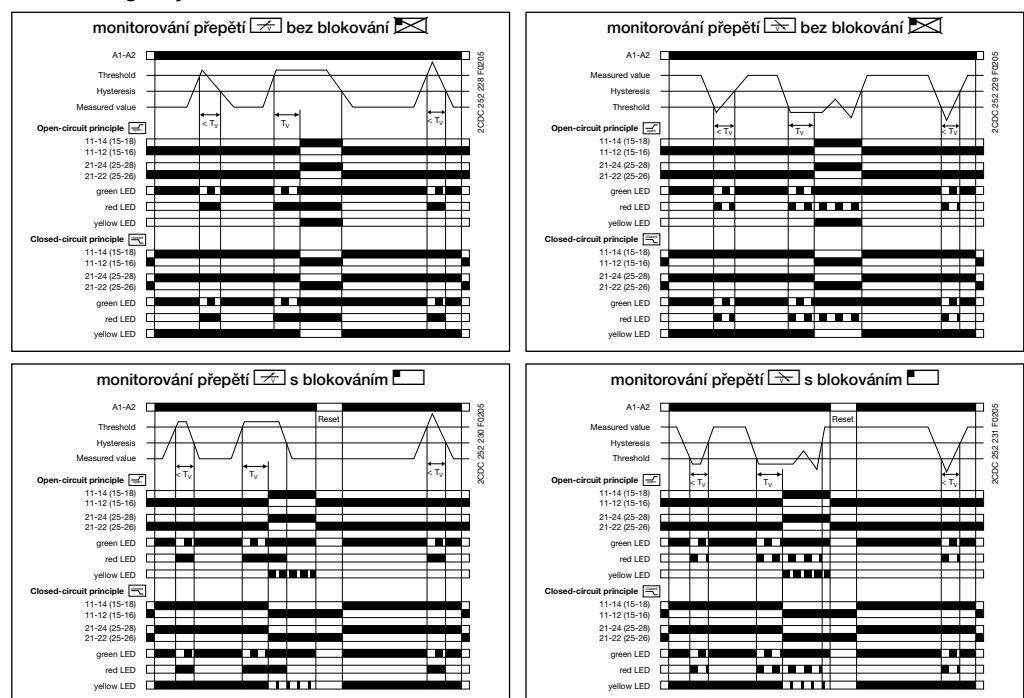 monitorování přepětí V bez blokování
A1-A2
Threshold
Hysteresis
Measured value
< Tv
Tv
< Tv
2CDC 252 228 F0205
Open-circuit principle
11-14 (15-18)
11-12 (15-16)
21-24 (25-28)
21-22 (25-26)
green LED
red LED
yellow LED
Closed-circuit principle
11-14 (15-18)
11-12 (15-16)
21-24 (25-28)
21-22 (25-26)
green LED
red LED
yellow LED
monitorování přepětí V bez blokování
A1-A2
Measured value
Hysteresis
Threshold
< Tv
Tv
< Tv
2CDC 252 229 F0205
Open-circuit principle
11-14 (15-18)
11-12 (15-16)
21-24 (25-28)
21-22 (25-26)
green LED
red LED
yellow LED
Closed-circuit principle
11-14 (15-18)
11-12 (15-16)
21-24 (25-28)
21-22 (25-26)
green LED
red LED
yellow LED
monitorování přepětí V s blokováním
A1-A2
Reset
Threshold
Hysteresis
Measured value
< Tv
Tv
< Tv
2CDC 252 230 F0205
Open-circuit principle
11-14 (15-18)
11-12 (15-16)
21-24 (25-28)
21-22 (25-26)
green LED
red LED
yellow LED
Closed-circuit principle
11-14 (15-18)
11-12 (15-16)
21-24 (25-28)
21-22 (25-26)
green LED
red LED
yellow LED
monitorování přepětí V s blokováním
A1-A2
Reset
Measured value
Hysteresis
Threshold
< Tv
Tv
< Tv
2CDC 252 231 F0205
Open-circuit principle
11-14 (15-18)
11-12 (15-16)
21-24 (25-28)
21-22 (25-26)
green LED
red LED
yellow LED
Closed-circuit principle
11-14 (15-18)
11-12 (15-16)
21-24 (25-28)
21-22 (25-26)
green LED
red LED
yellow LED